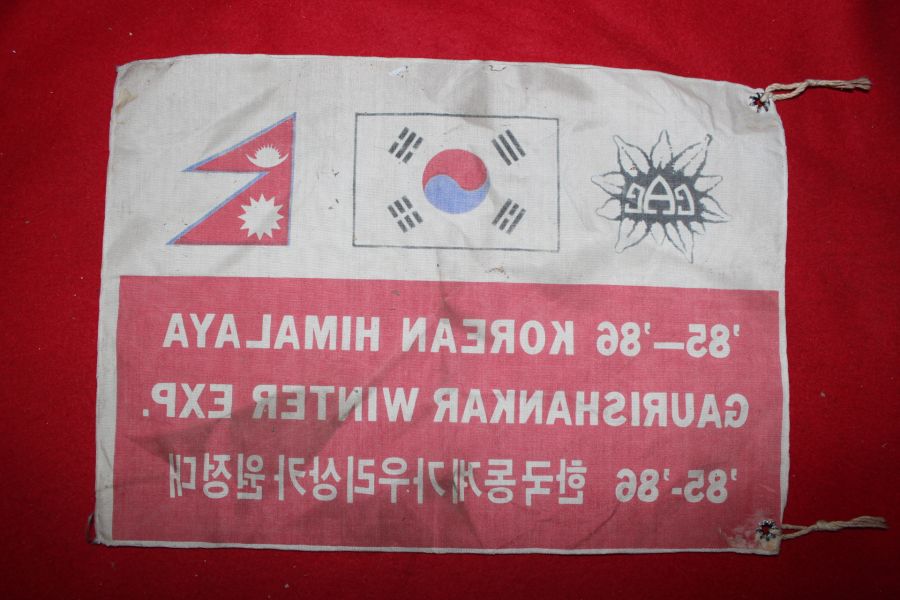 '85—'86 KOREAN HIMALAYA
GAURISHANKAR WINTER EXP.
'85-'86 한국동계가우리상카원정대